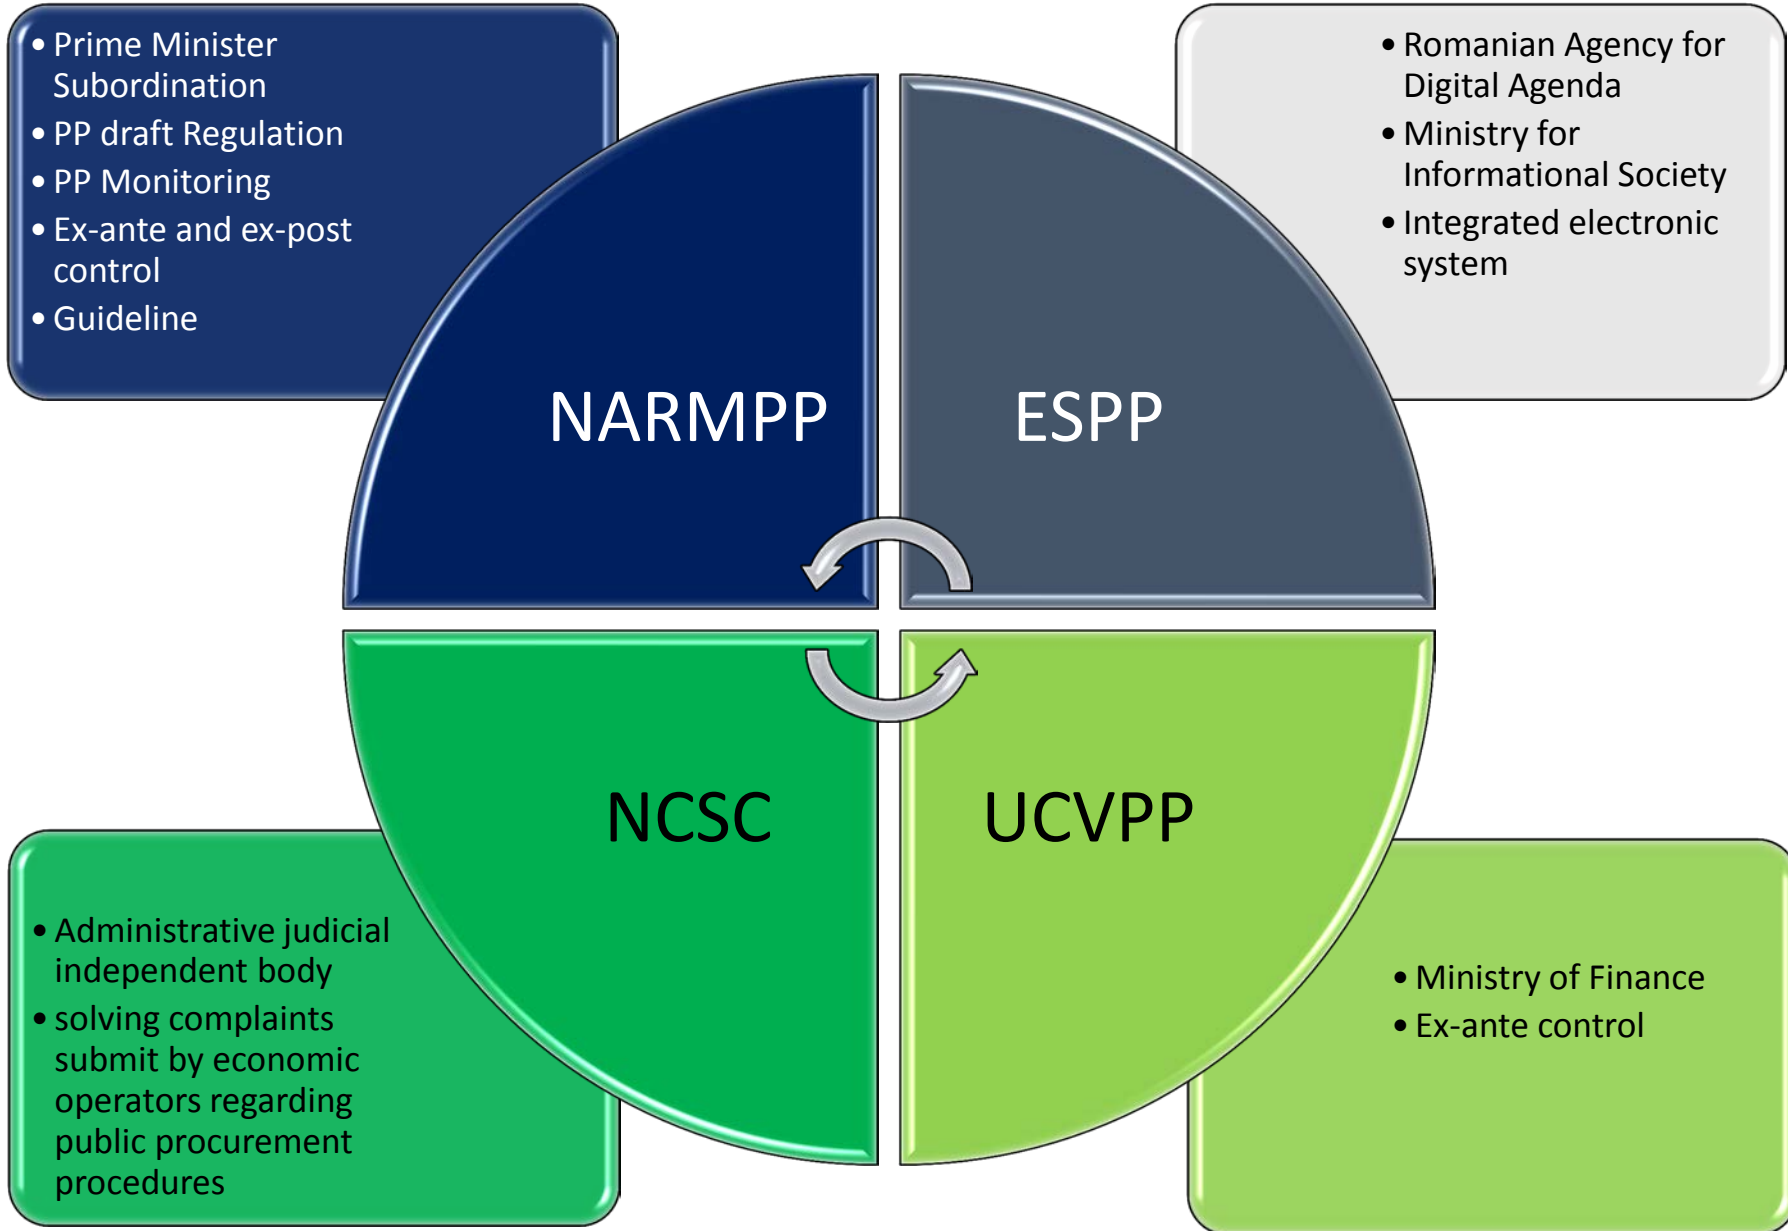 • Prime Minister
Subordination
• PP draft Regulation
• PP Monitoring
• Ex-ante and ex-post
control
• Guideline
• Romanian Agency for
Digital Agenda
• Ministry for
Informational Society
• Integrated electronic
system
NARMPP
ESPP
NCSC
UCVPP
• Administrative judicial
independent body
• solving complaints
submit by economic
operators regarding
public procurement
procedures
• Ministry of Finance
• Ex-ante control